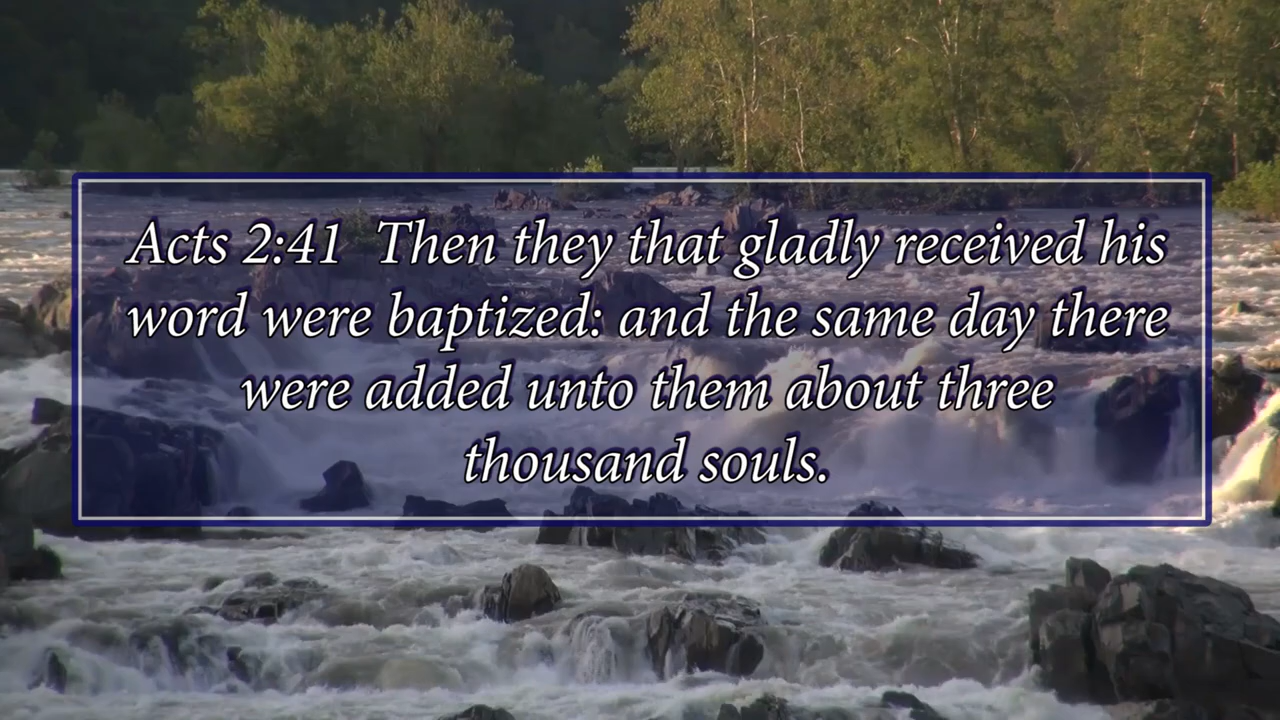 Acts 2:41 Then they that gladly received his
word were baptized: and the same day there
were added unto them about three
thousand souls.